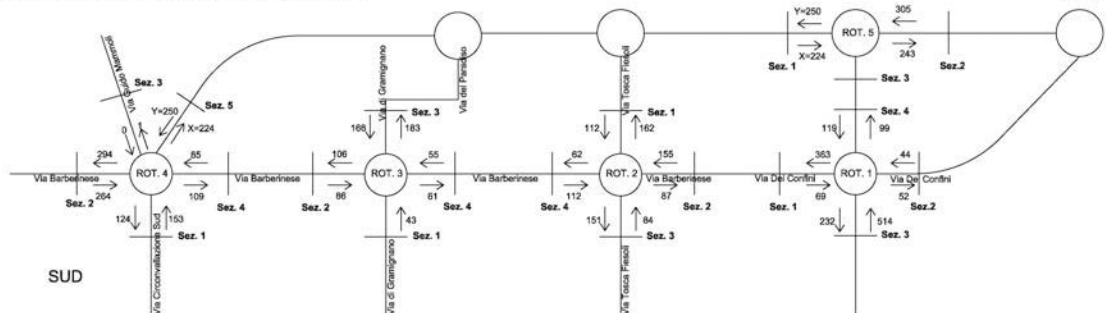 Y=250
305
ROT. 5
X=224
243
Sez. 1
Sez.2
Sez. 3
Via Guido Mammoli
Sez. 3
Sez. 5
Y=250
X=224
0
Via di Gramignano
Via del Paradiso
Sez. 3
168
183
Via Tosca Fiesoli
Sez. 1
112
162
Sez. 4
119
99
294
ROT. 4
65
106
ROT. 3
55
62
ROT. 2
155
363
ROT. 1
44
Via Barberinese
Via Barberinese
Via Barberinese
Via Barberinese
Via Dei Confini
Via Dei Confini
264
109
86
61
112
87
69
52
Sez. 2
Sez. 4
Sez. 2
Sez. 4
Sez. 4
Sez. 2
Sez. 1
Sez.2
124
153
Sez. 1
43
Sez. 1
151
84
Sez. 3
232
514
Sez. 3
SUD
Via Circonvallazione Sud
Via di Gramignano
Via Tosca Fiesoli